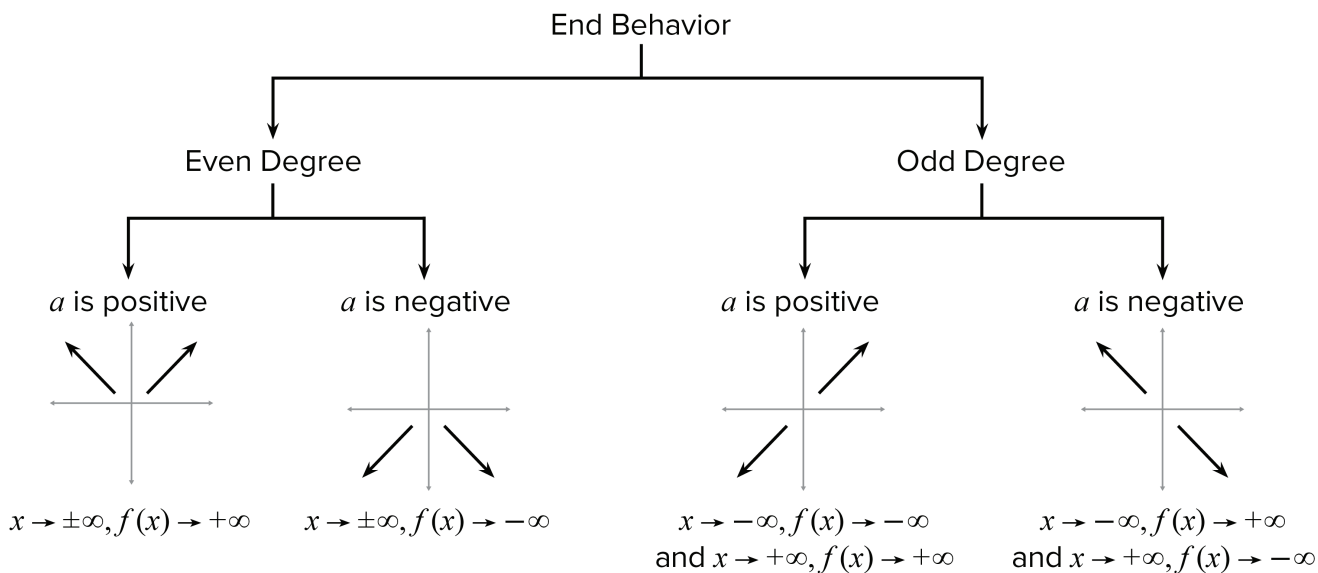 End Behavior
Even Degree
Odd Degree
a is positive
a is negative
a is positive
a is negative
x → ±∞, f(x) → +∞
x → ±∞, f(x) → −∞
x → −∞, f(x) → −∞
and x → +∞, f(x) → +∞
x → −∞, f(x) → +∞
and x → +∞, f(x) → −∞